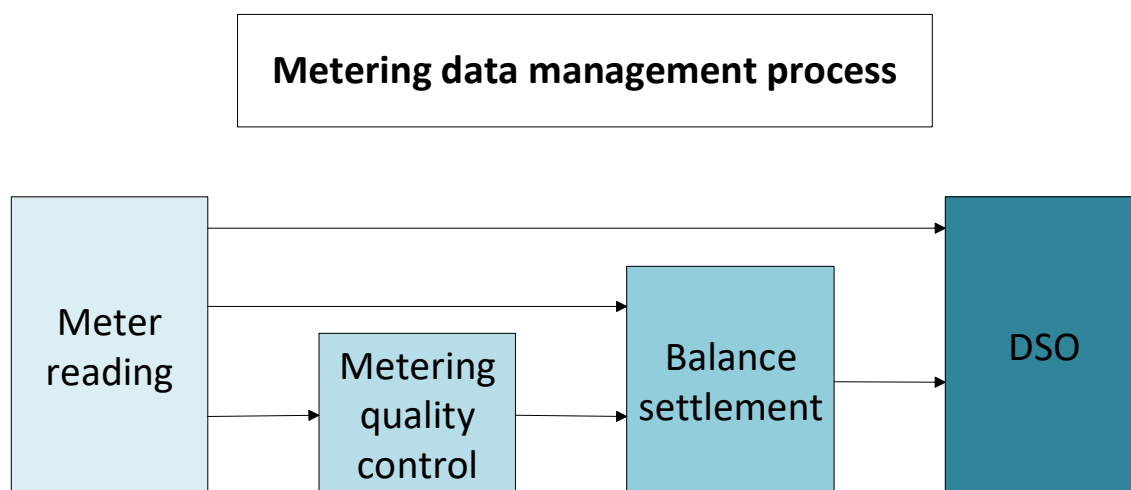 Metering data management process
Meter
reading
Metering
quality
control
Balance
settlement
DSO